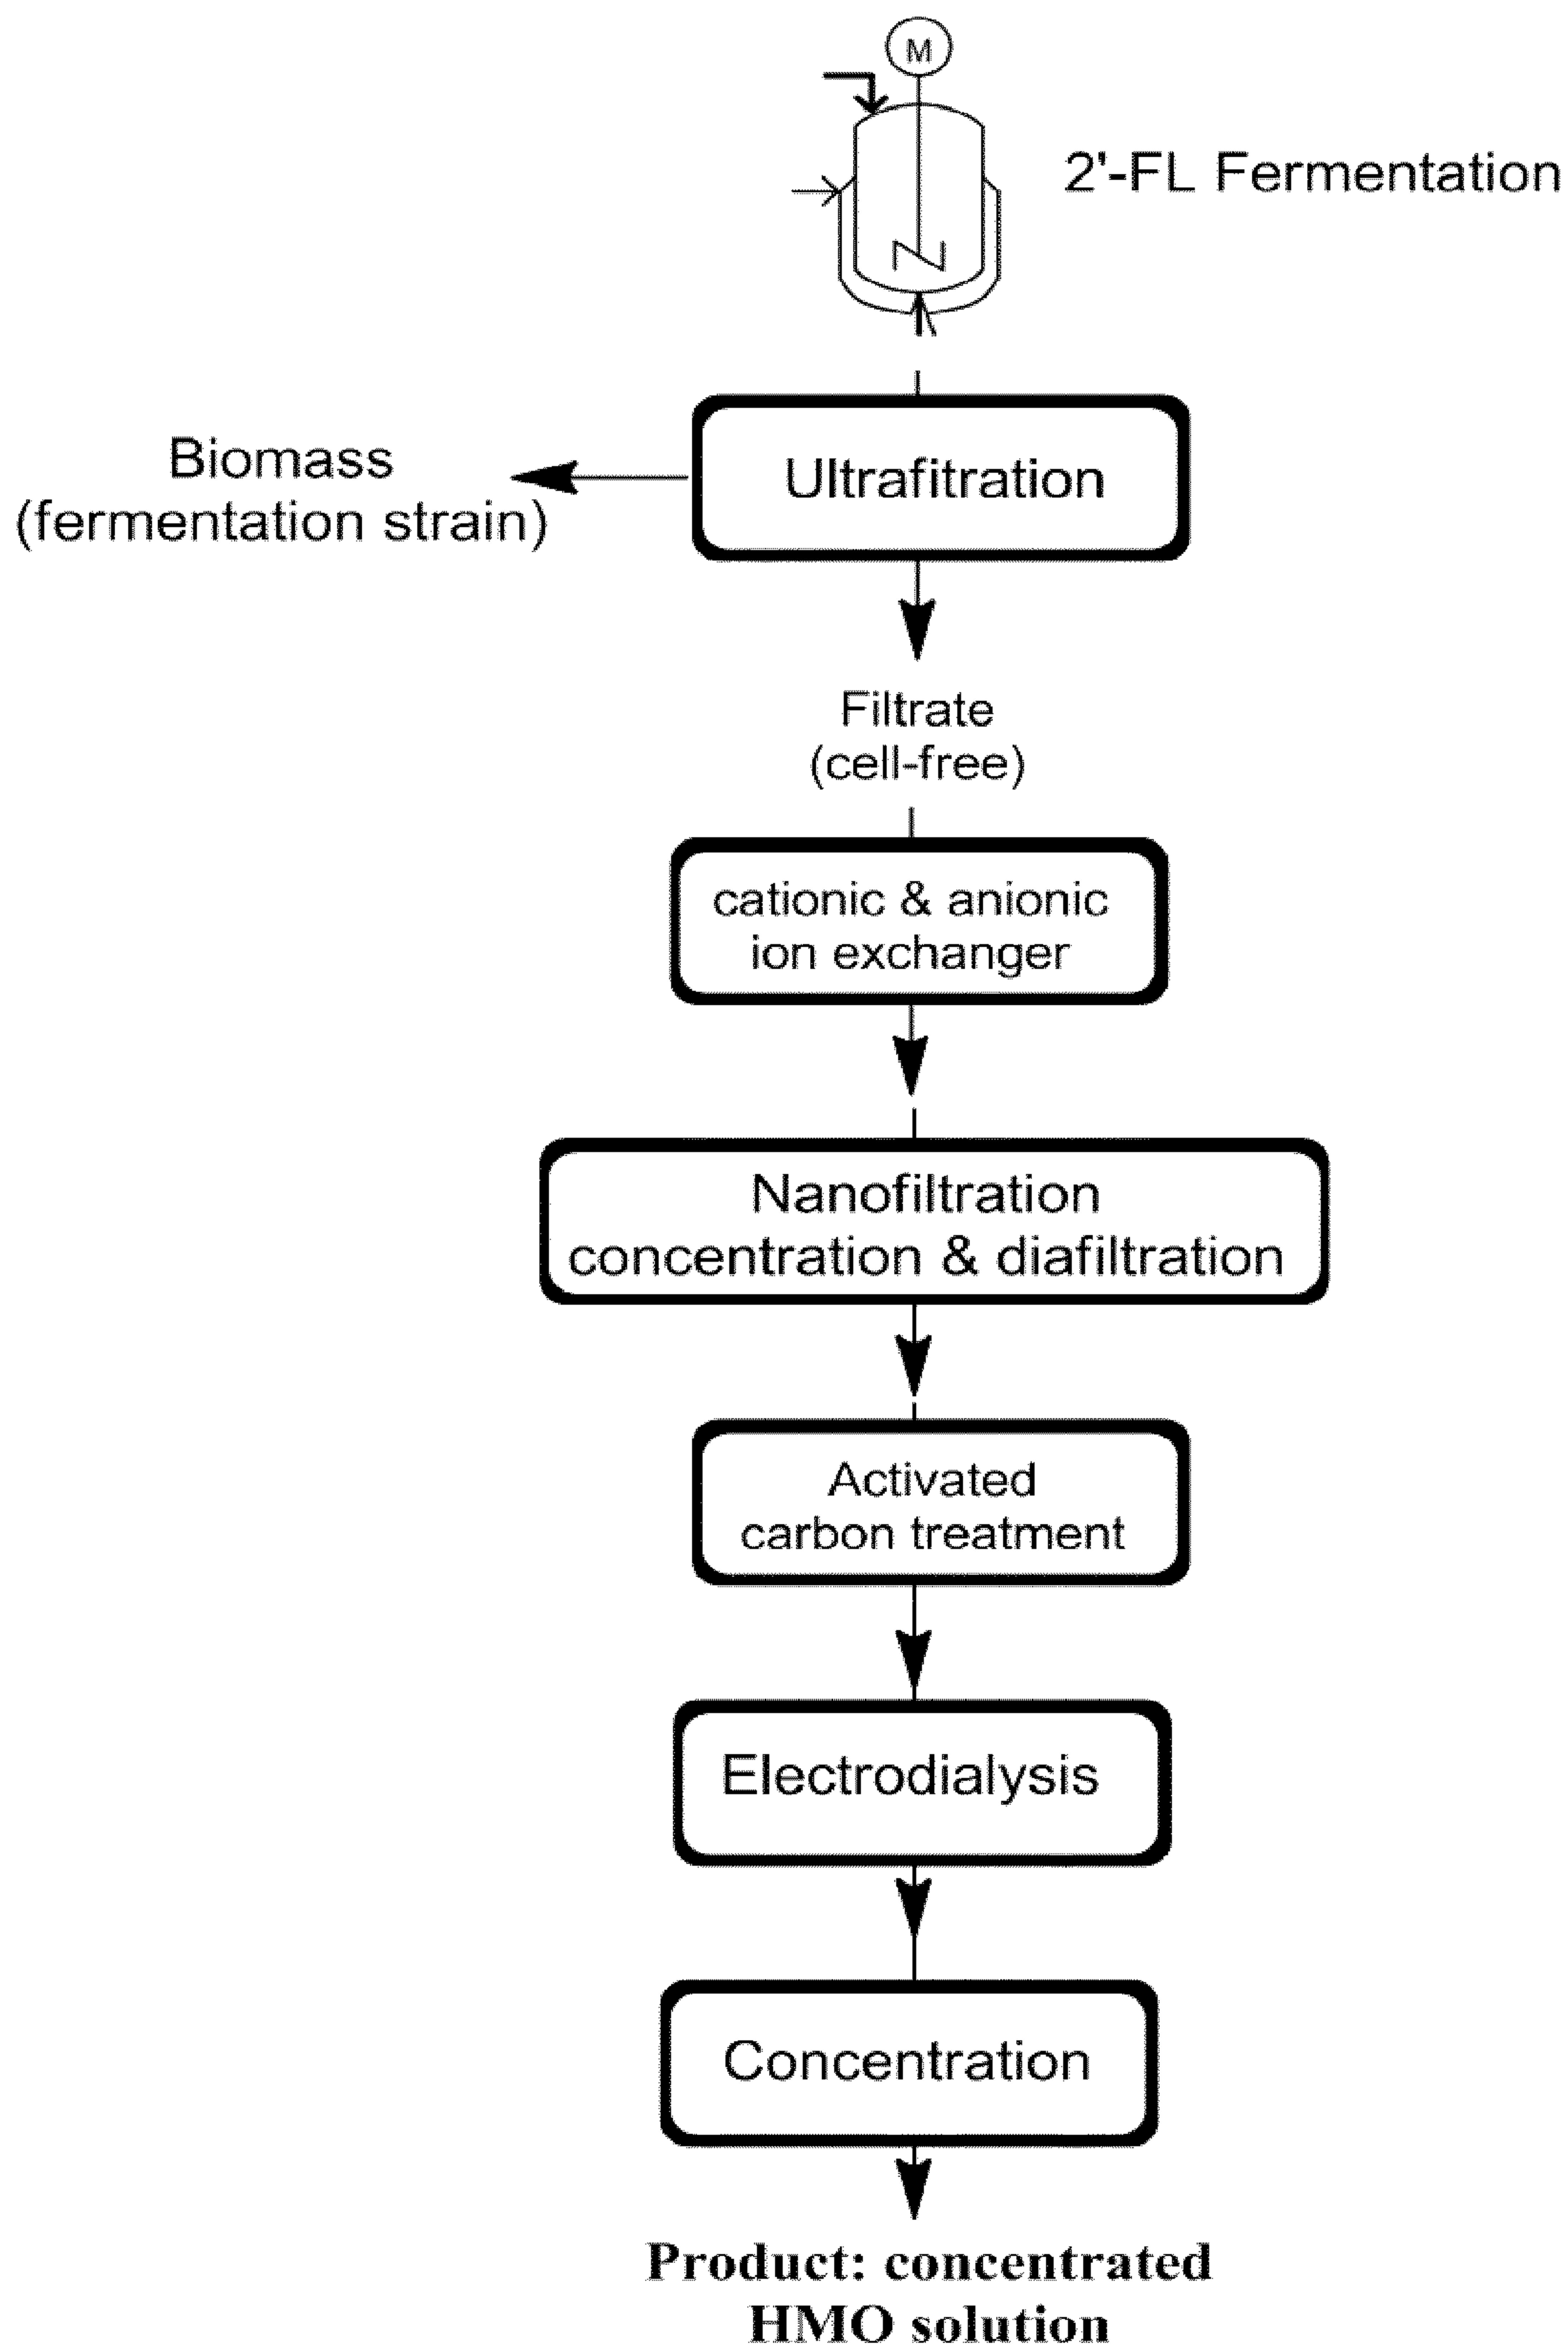 M
2'-FL Fermentation
Biomass
(fermentation strain)
Ultrafitration
Filtrate
(cell-free)
cationic & anionic
ion exchanger
Nanofiltration
concentration & diafiltration
Activated
carbon treatment
Electrodialysis
Concentration
Product: concentrated
HMO solution